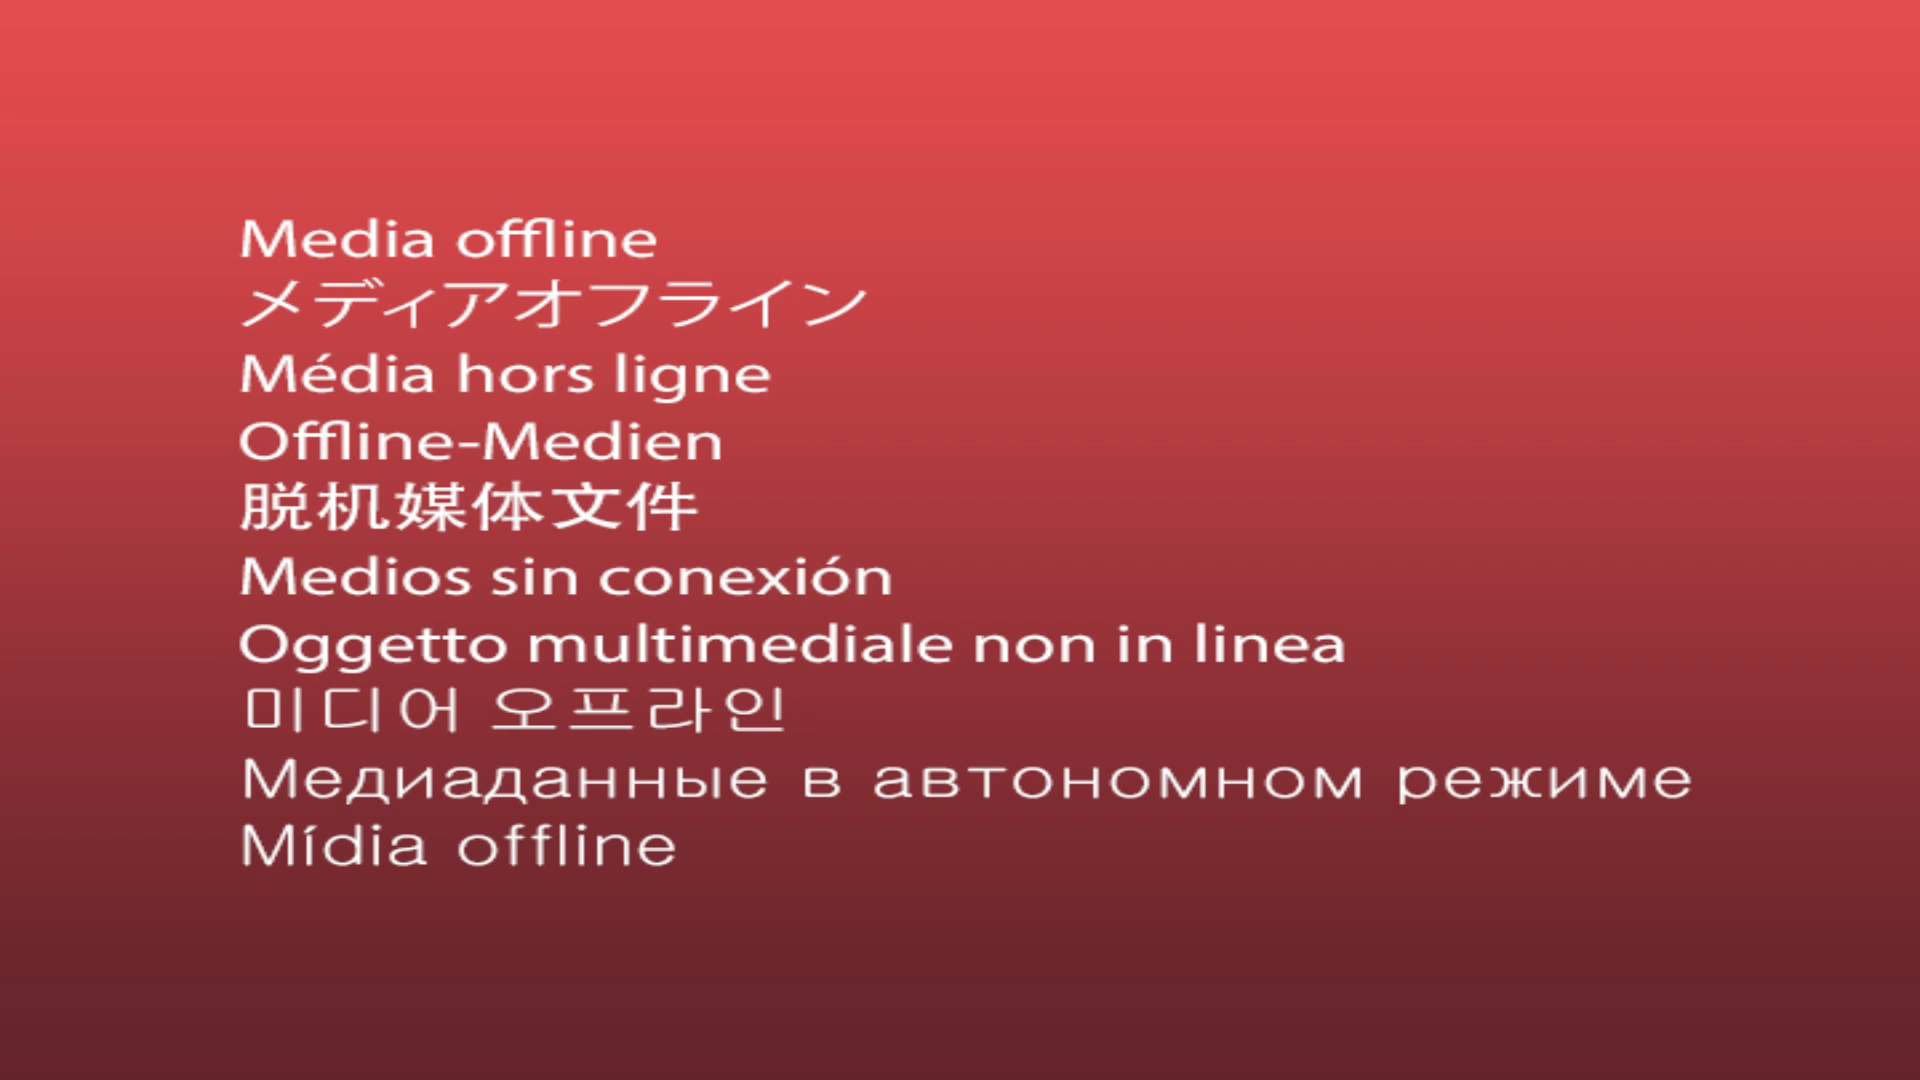 Media offline
メディアオフライン
Média hors ligne
Offline-Medien
脱机媒体文件
Medios sin conexión
Oggetto multimediale non in linea
미디어 오프라인
Медиаданные в автономном режиме
Mídia offline